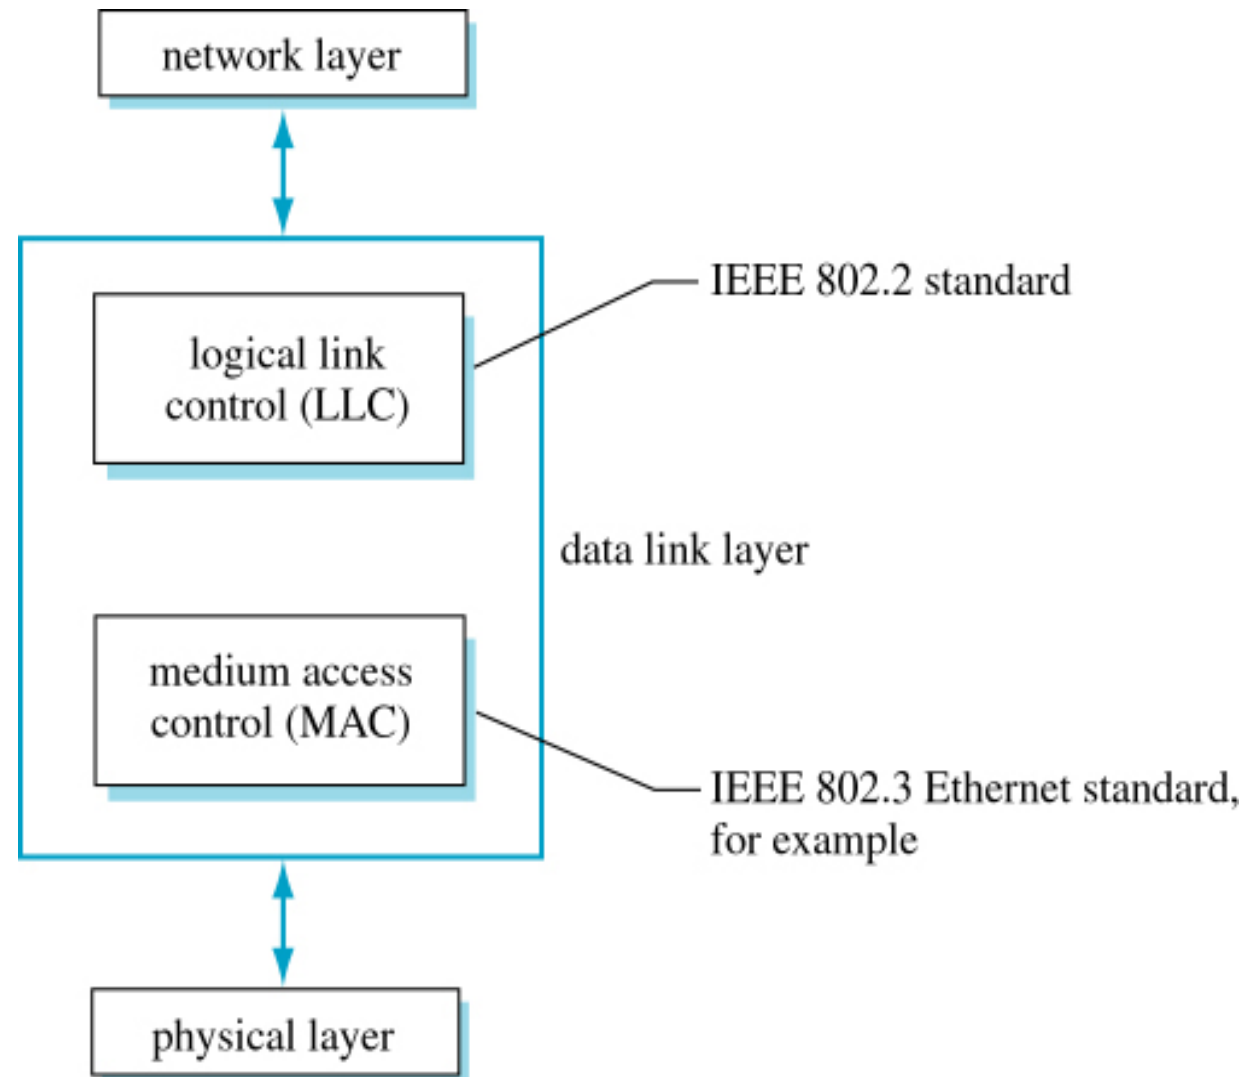 network layer
IEEE 802.2 standard
logical link
control (LLC)
data link layer
medium access
control (MAC)
IEEE 802.3 Ethernet standard,
for example
physical layer